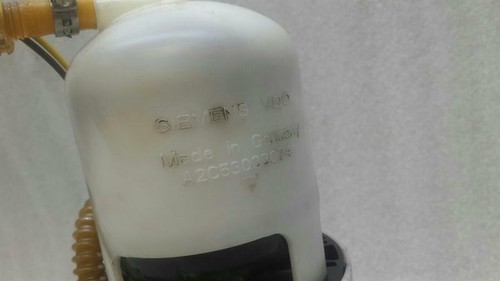 SIEMENS VDO
Made in Germany